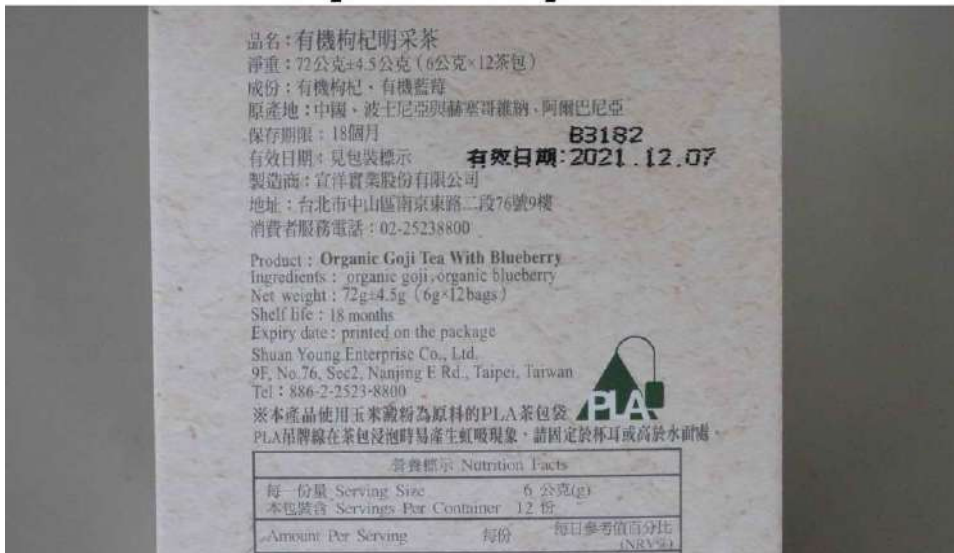 品名：有機枸杞明采茶
淨重：72公克±4.5公克（6公克×12茶包）
成份：有機枸杞、有機藍莓
原產地：中國、波士尼亞與赫塞哥維納、阿爾巴尼亞
保存期限：18個月
B3182
有效日期：見包裝標示
有效日期:2021.12.07
製造商：宣洋實業股份有限公司
地址：台北市中山區南京東路二段76號9樓
消費者服務電話：02-25238800
Product : Organic Goji Tea With Blueberry
Ingredients : organic goji、organic blueberry
Net weight : 72g±4.5g（6g×12bags）
Shelf life : 18 months
Expiry date : printed on the package
Shuan Young Enterprise Co., Ltd.
9F, No.76, Sec2, Nanjing E Rd., Taipei, Taiwan
Tel : 886-2-2523-8800
※本產品使用玉米澱粉為原料的PLA茶包袋
PLA
PLA吊牌線在茶包浸泡時易產生虹吸現象，請固定於杯耳或高於水面處。
營養標示 Nutrition Facts
每一份量 Serving Size 6 公克(g)
本包裝含 Servings Per Container 12 份
Amount Per Serving 每份 每日參考值百分比
(NRV%)